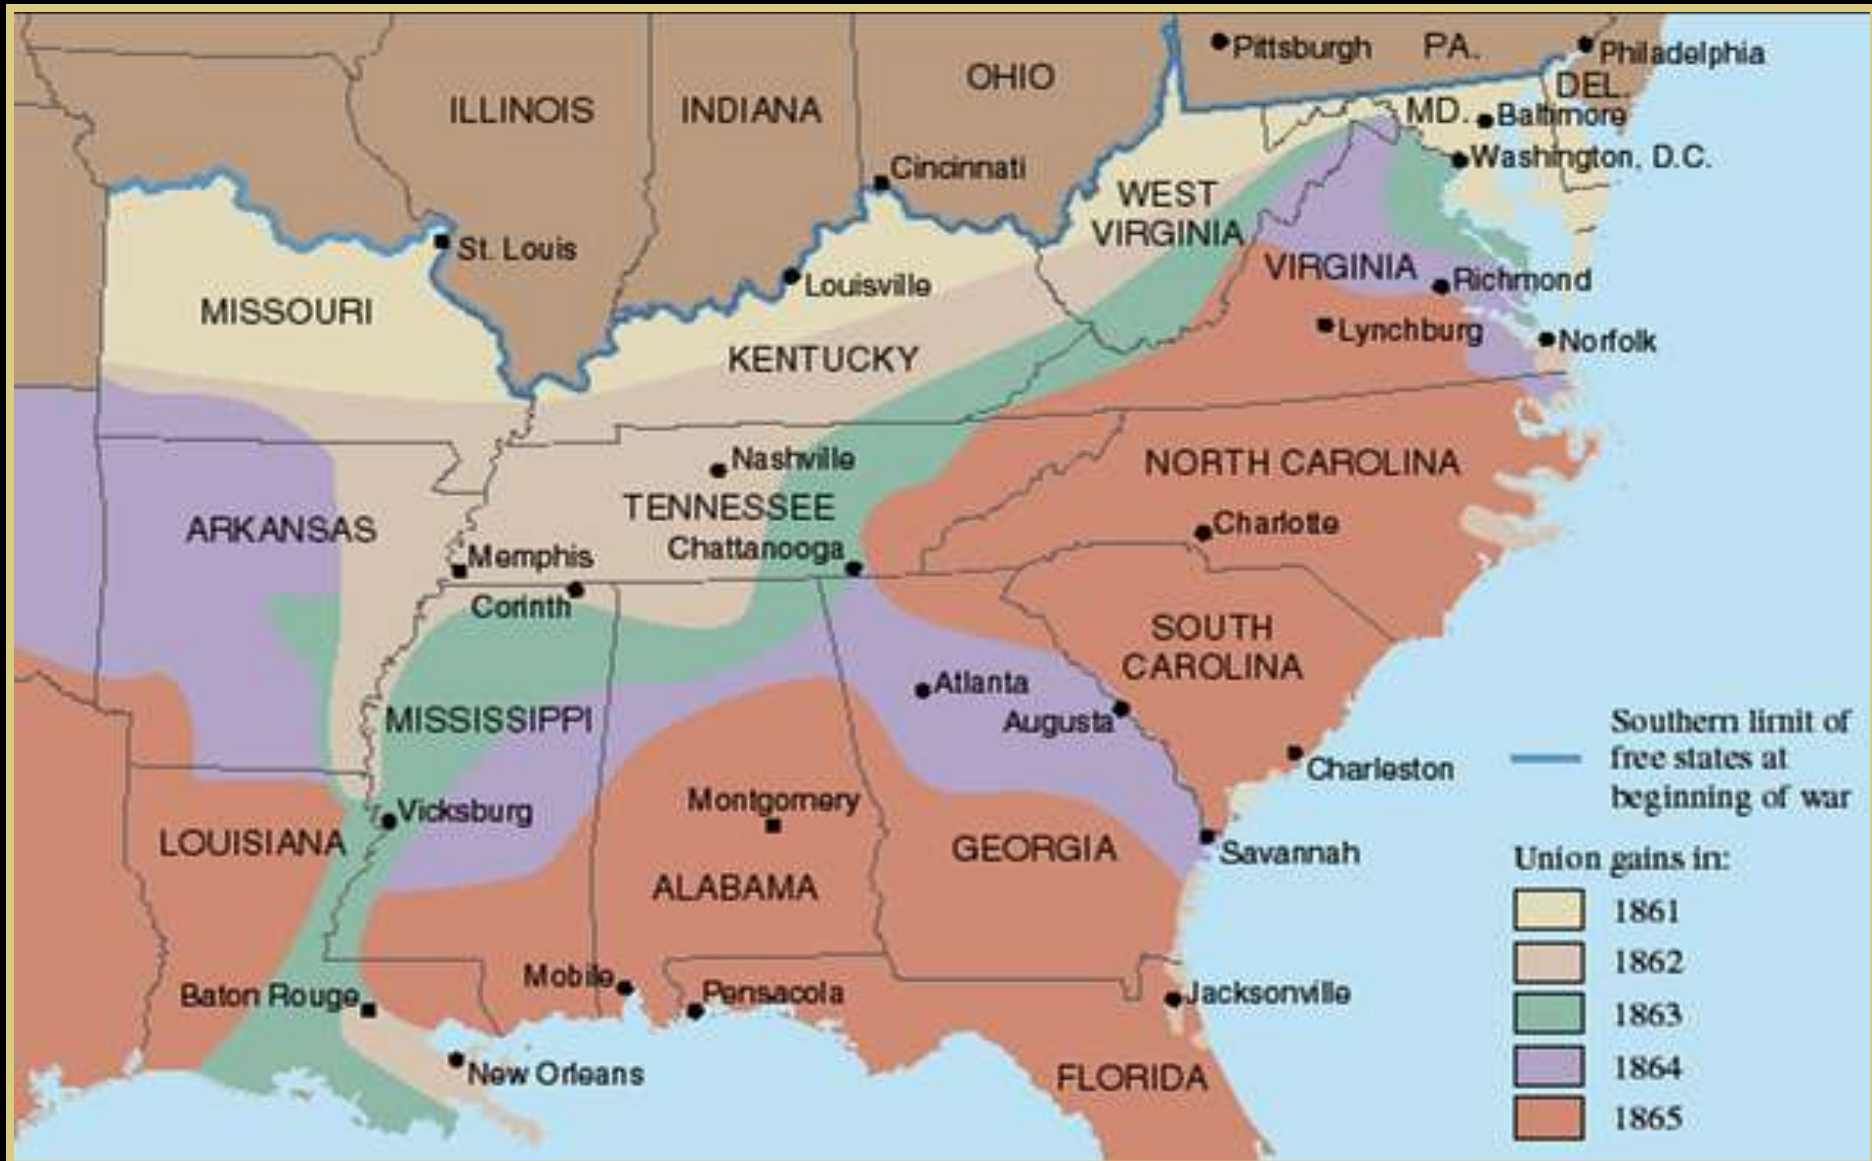 Pittsburgh
PA.
Philadelphia
OHIO
DEL.
ILLINOIS
INDIANA
MD.
Baltimore
Cincinnati
Washington, D.C.
WEST
VIRGINIA
St. Louis
Louisville
VIRGINIA
Richmond
MISSOURI
Lynchburg
Norfolk
KENTUCKY
Nashville
NORTH CAROLINA
TENNESSEE
ARKANSAS
Charlotte
Chattanooga
Memphis
Corinth
SOUTH
CAROLINA
Atlanta
Augusta
MISSISSIPPI
Charleston
Montgomery
Vicksburg
LOUISIANA
GEORGIA
Savannah
ALABAMA
Mobile
Pensacola
Jacksonville
Baton Rouge
New Orleans
FLORIDA
Southern limit of
free states at
beginning of war
Union gains in:
1861
1862
1863
1864
1865